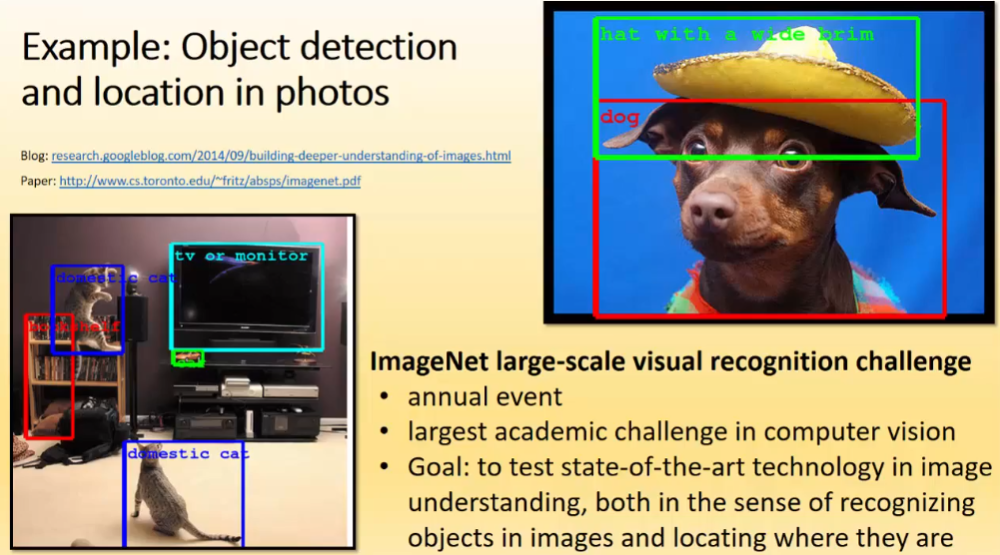 Example: Object detection
and location in photos
Blog: research.googleblog.com/2014/09/building-deeper-understanding-of-images.html
Paper: http://www.cs.toronto.edu/~fritz/absps/imagenet.pdf
hat with a wide brim
dog
tv or monitor
domestic cat
bookshelf
domestic cat
ImageNet large-scale visual recognition challenge
• annual event
• largest academic challenge in computer vision
• Goal: to test state-of-the-art technology in image
understanding, both in the sense of recognizing
objects in images and locating where they are